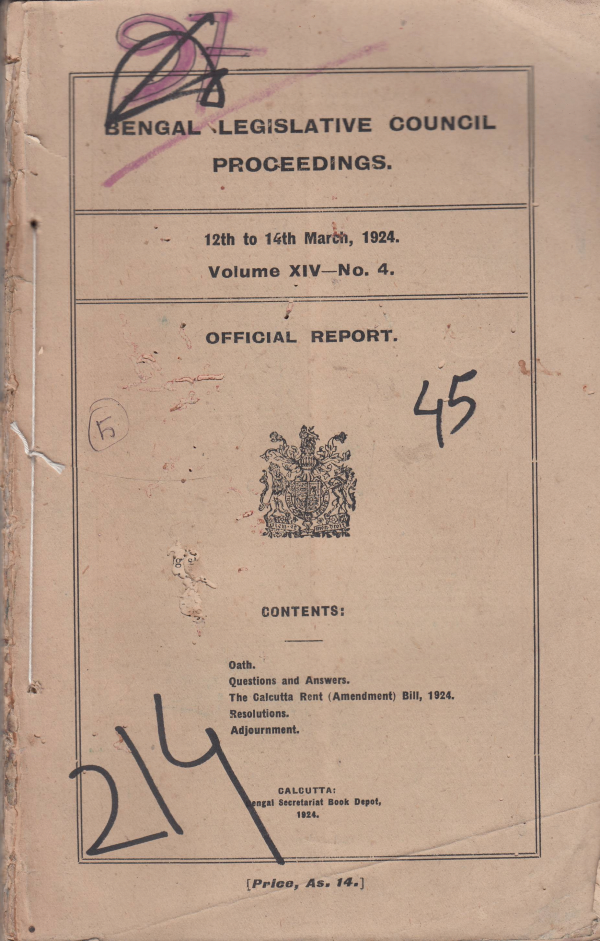 BENGAL LEGISLATIVE COUNCIL
PROCEEDINGS.
12th to 14th March, 1924.
Volume XIV—No. 4.
OFFICIAL REPORT.
45
CONTENTS:
Oath.
Questions and Answers.
The Calcutta Rent (Amendment) Bill, 1924.
Resolutions.
Adjournment.
214
CALCUTTA:
Bengal Secretariat Book Depot,
1924.
[Price, As. 14.]